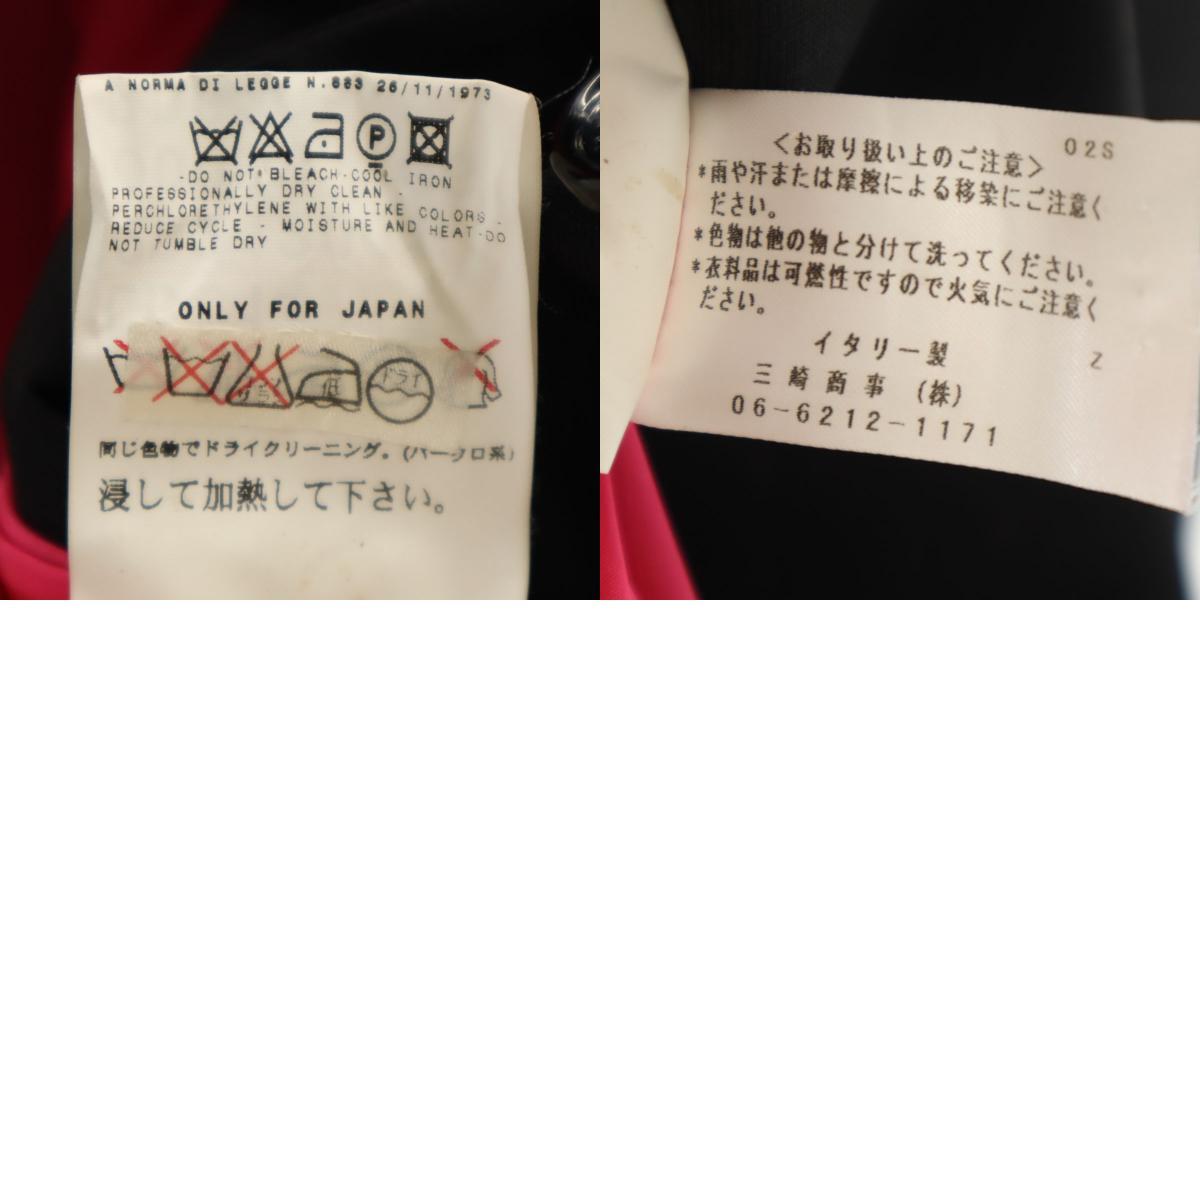 A NORMA DI LEGGE N.883 26/11/1973
P
-DO NOT BLEACH-COOL IRON
PROFESSIONALLY DRY CLEAN -
PERCHLORETHYLENE WITH LIKE COLORS -
REDUCE CYCLE - MOISTURE AND HEAT-DO
NOT TUMBLE DRY
ONLY FOR JAPAN
低 ドライ
同じ色物でドライクリーニング。(パークロ系)
浸して加熱して下さい。
<お取り扱い上のご注意> 02S
*雨や汗または摩擦による移染にご注意く
ださい。
*色物は他の物と分けて洗ってください。
*衣料品は可燃性ですので火気にご注意く
ださい。
イタリー製 Z
三崎商事 (株)
06-6212-1171